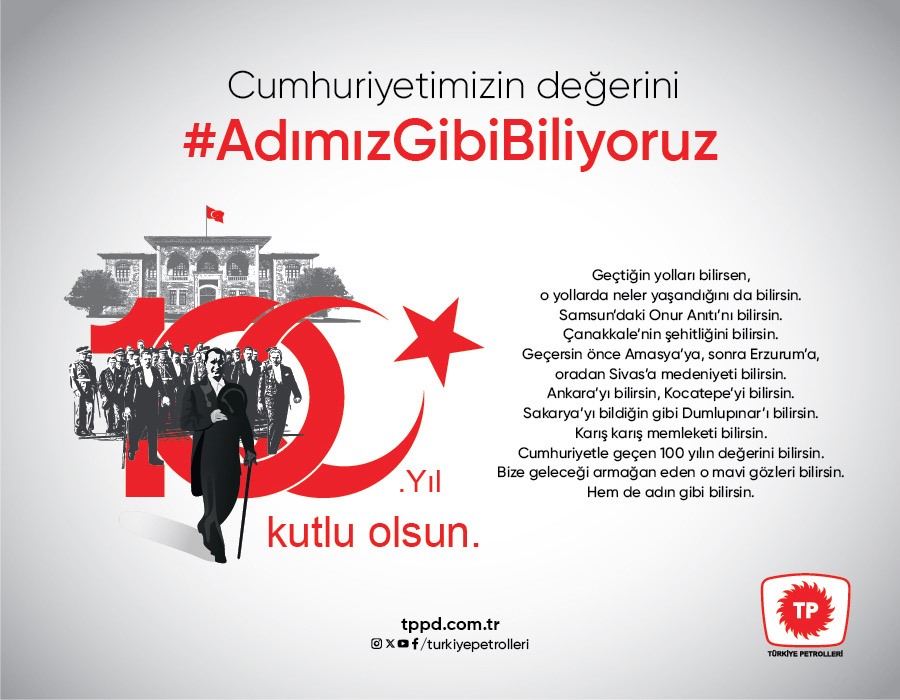 Cumhuriyetimizin değerini
#AdımızGibiBiliyoruz
100
.Yıl
kutlu olsun.
Geçtiğin yolları bilirsen,
o yollarda neler yaşandığını da bilirsin.
Samsun’daki Onur Anıtı’nı bilirsin.
Çanakkale’nin şehitliğini bilirsin.
Geçersin önce Amasya’ya, sonra Erzurum’a,
oradan Sivas’a medeniyeti bilirsin.
Ankara’yı bilirsin, Kocatepe’yi bilirsin.
Sakarya’yı bildiğin gibi Dumlupınar’ı bilirsin.
Karış karış memleketi bilirsin.
Cumhuriyetle geçen 100 yılın değerini bilirsin.
Bize geleceği armağan eden o mavi gözleri bilirsin.
Hem de adın gibi bilirsin.
tppd.com.tr
/turkiyepetrolleri
TP
TÜRKİYE PETROLLERİ